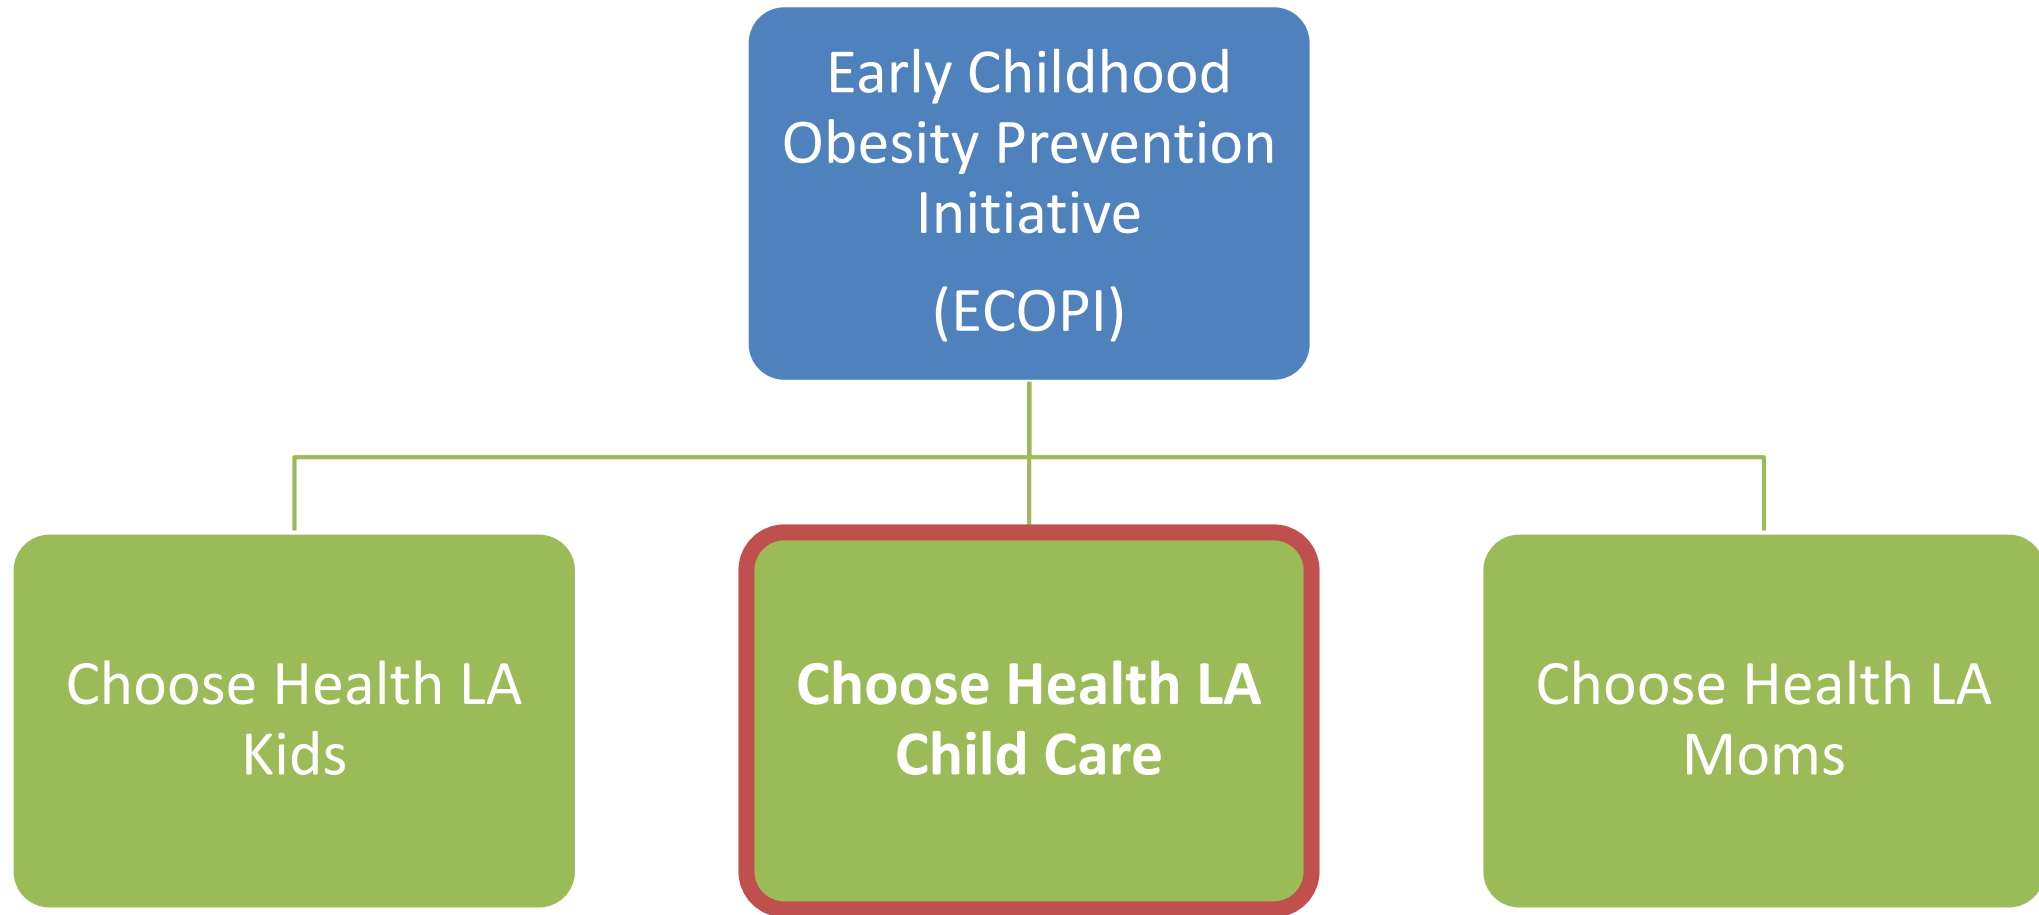 Early Childhood
Obesity Prevention
Initiative
(ECOPI)
Choose Health LA
Kids
Choose Health LA
Child Care
Choose Health LA
Moms